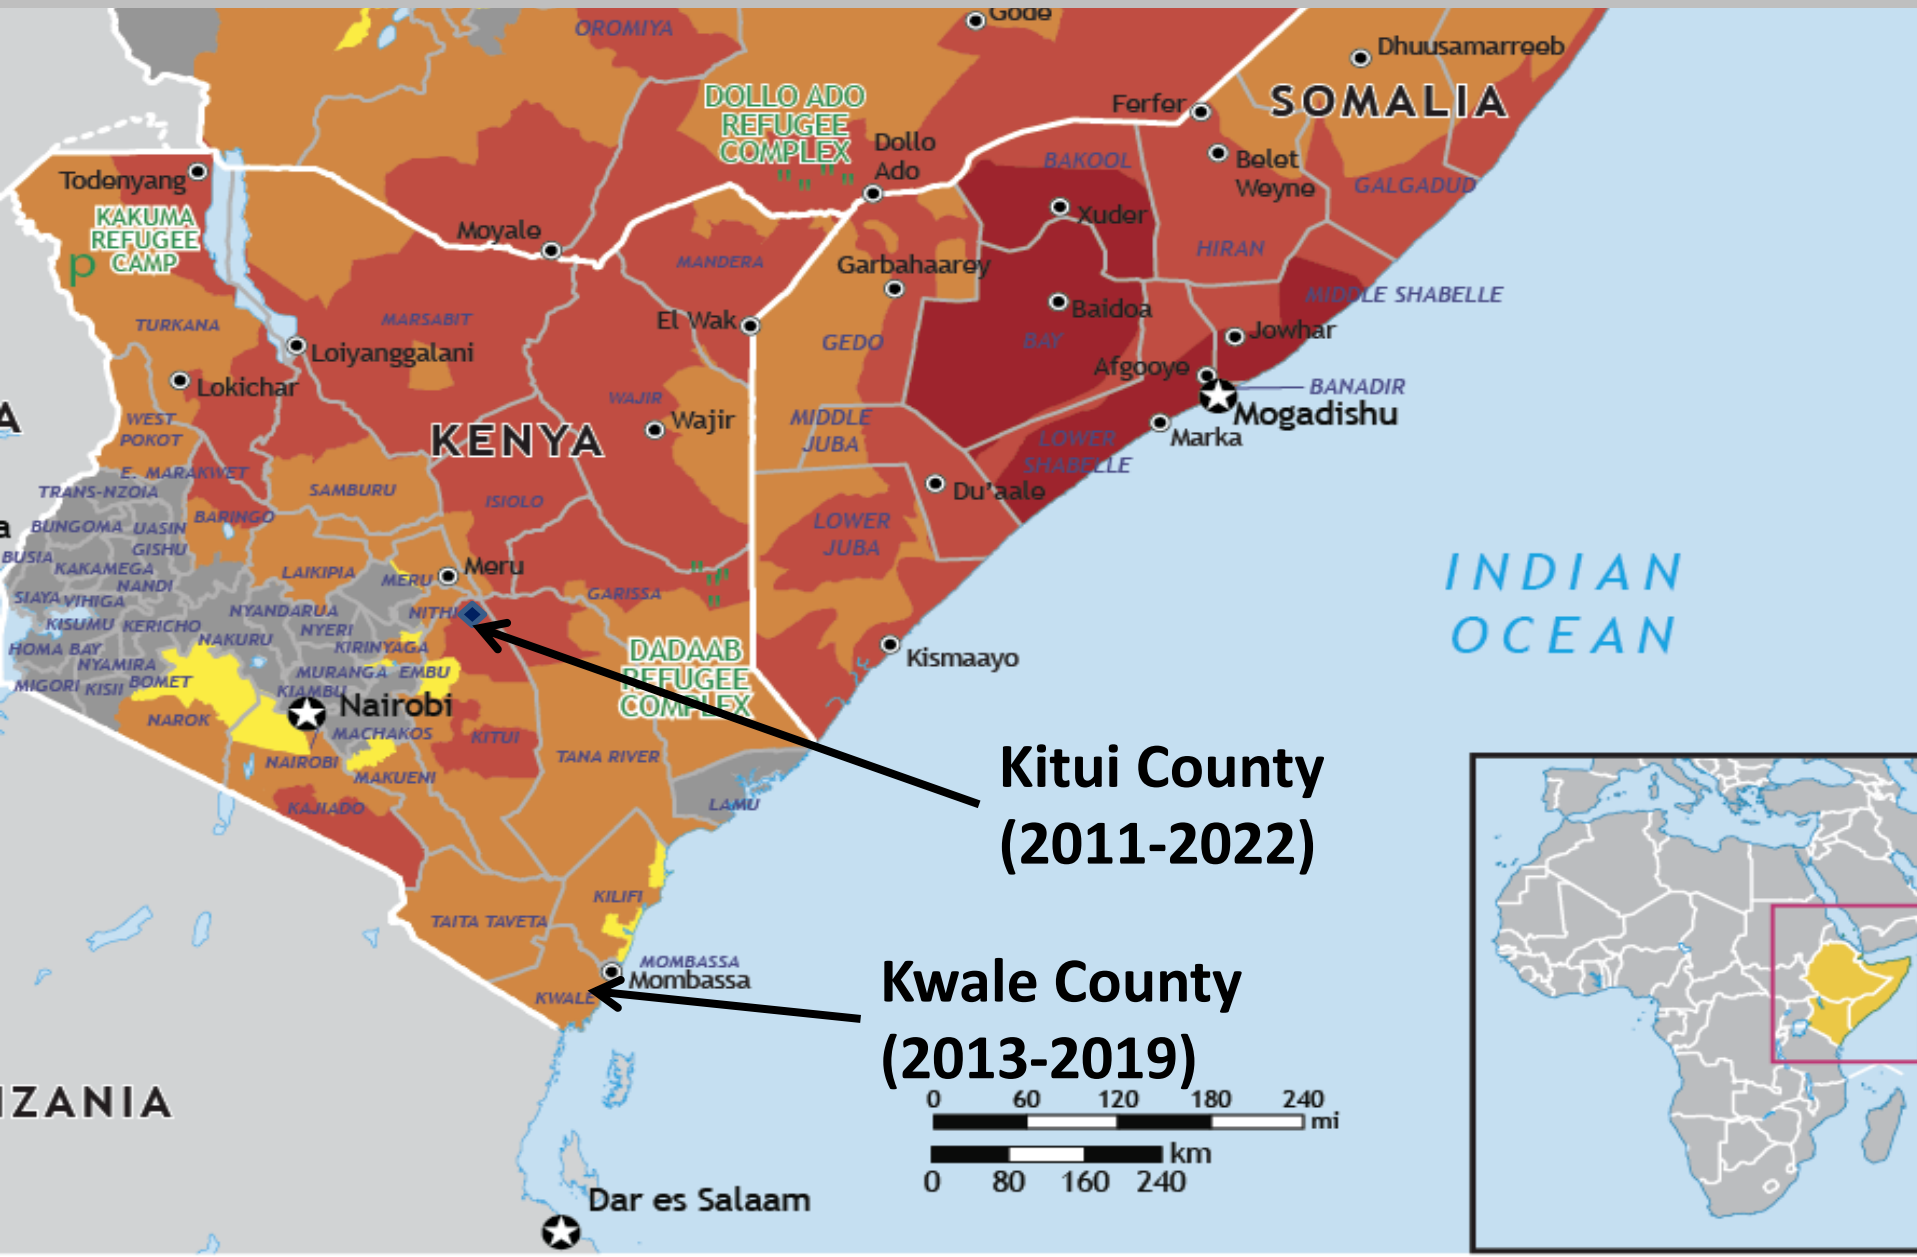 OROMIYA
Gode
Dhuusamarreeb
SOMALIA
DOLLO ADO
REFUGEE
COMPLEX
Ferfer
Dollo
Ado
BAKOOL
Belet
Weyne
GALGADUD
Todenyang
KAKUMA
REFUGEE
CAMP
p
Moyale
Xuder
HIRAN
MANDERA
Garbahaarey
MIDDLE SHABELLE
TURKANA
MARSABIT
El Wak
Baidoa
Jowhar
Loiyanggalani
GEDO
BAY
Afgooye
BANADIR
Lokichar
WAJIR
Wajir
Mogadishu
A
WEST
POKOT
KENYA
MIDDLE
JUBA
Marka
LOWER
SHABELLE
E. MARAKWET
TRANS-NZOIA
SAMBURU
ISIOLO
Du'aale
a
BUNGOMA
UASIN
GISHU
BARINGO
LOWER
JUBA
BUSIA
KAKAMEGA
NANDI
LAIKIPIA
MERU
Meru
GARISSA
INDIAN
OCEAN
SIAYA
VIHIGA
NYANDARUA
NITHI
KISUMU
KERICHO
NYERI
NAKURU
KIRINYAGA
HOMA BAY
NYAMIRA
DADAAB
REFUGEE
COMPLEX
Kismaayo
MIGORI
KISII
BOMET
MURANGA
EMBU
KIAMBU
Nairobi
NAROK
MACHAKOS
KITUI
TANA RIVER
NAIROBI
MAKUENI
KAJIADO
LAMU
Kitui County
(2011-2022)
KILIFI
TAITA TAVETA
MOMBASSA
Mombassa
KWALE
Kwale County
(2013-2019)
0 60 120 180 240
mi
km
0 80 160 240
IZANIA
Dar es Salaam